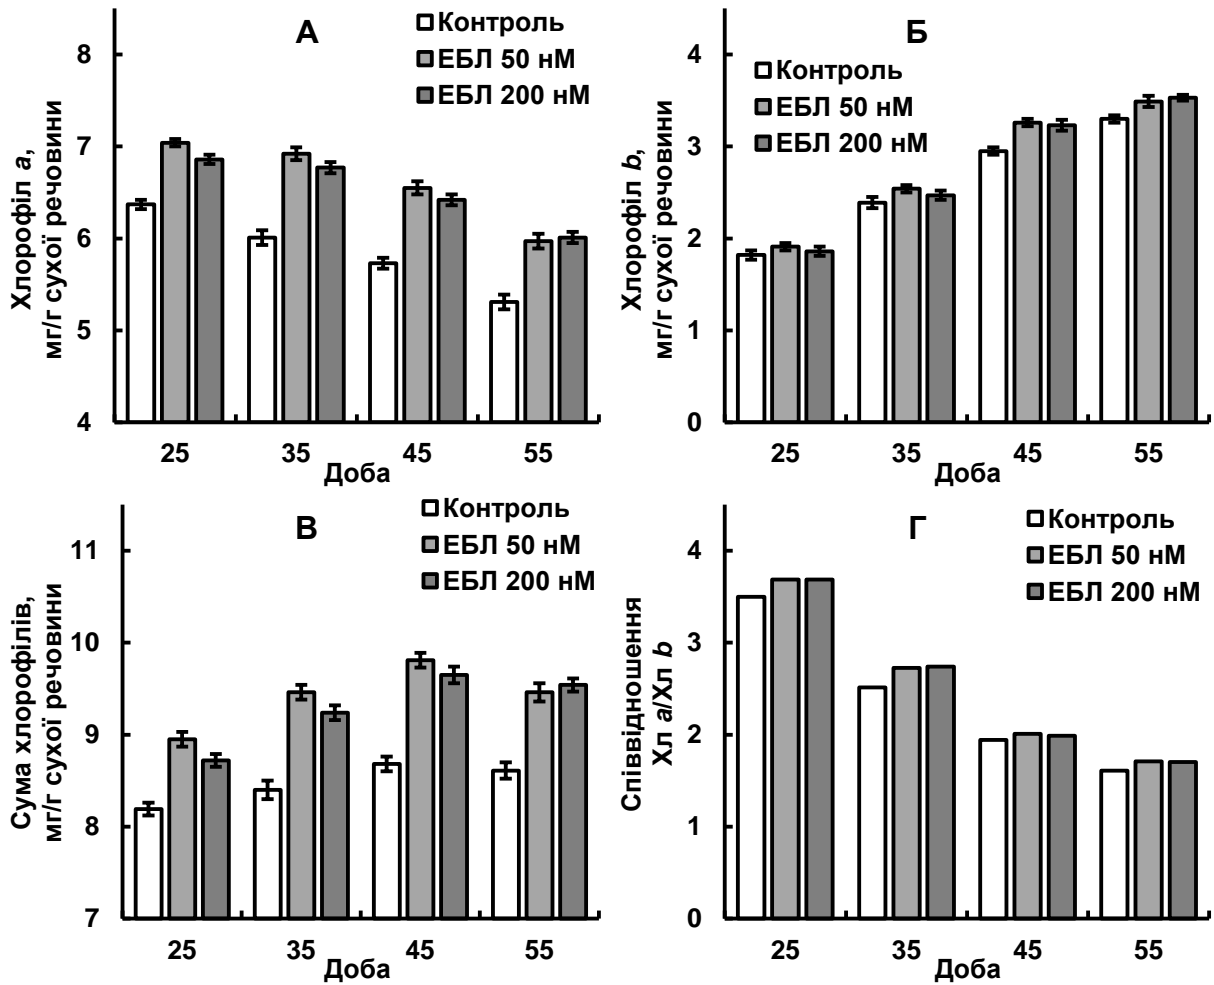 А
Контроль
ЕБЛ 50 нМ
ЕБЛ 200 нМ
Хлорофіл a,
мг/г сухої речовини
8
7
6
5
4
25 35 45 55
Доба
Б
Контроль
ЕБЛ 50 нМ
ЕБЛ 200 нМ
Хлорофіл b,
мг/г сухої речовини
4
3
2
1
0
25 35 45 55
Доба
В
Контроль
ЕБЛ 50 нМ
ЕБЛ 200 нМ
Сума хлорофілів,
мг/г сухої речовини
11
10
9
8
7
25 35 45 55
Доба
Г
Контроль
ЕБЛ 50 нМ
ЕБЛ 200 нМ
Співвідношення
Хл a/Хл b
4
3
2
1
0
25 35 45 55
Доба